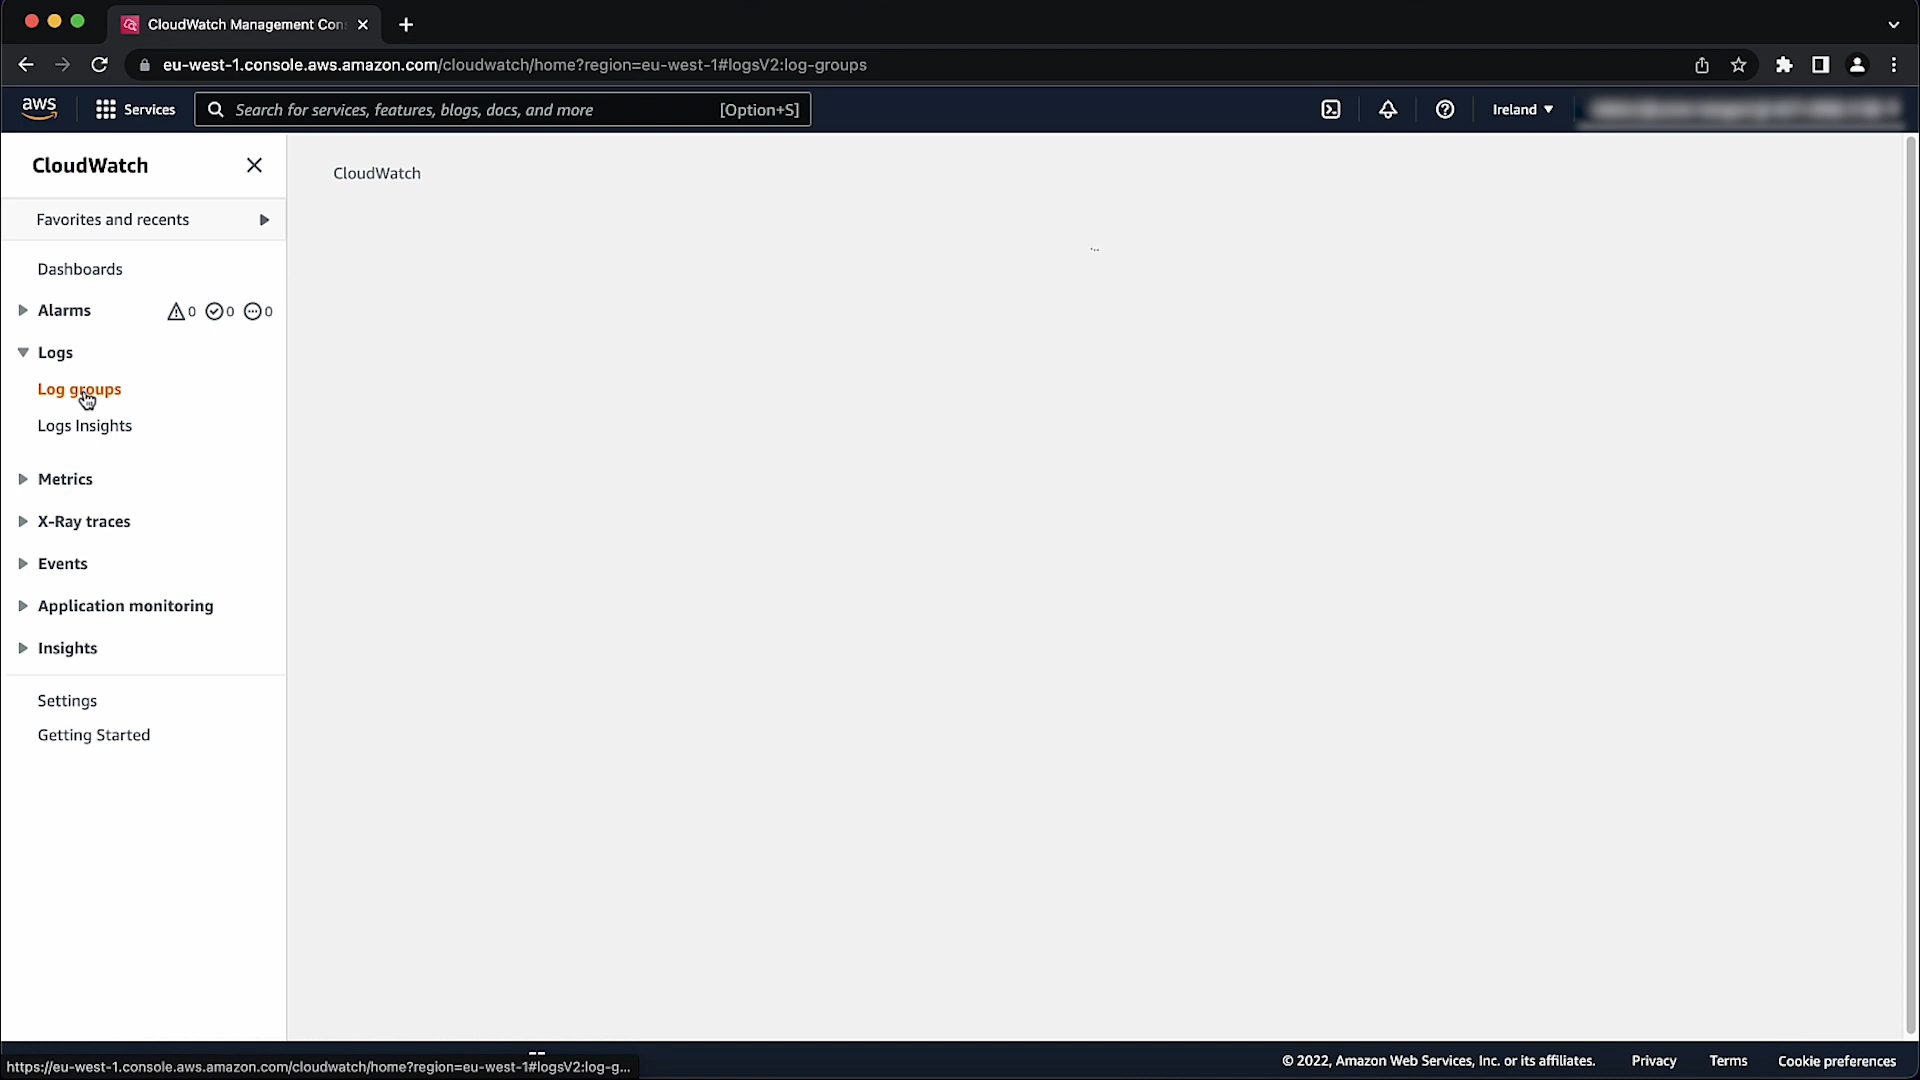 CloudWatch Management Con
eu-west-1.console.aws.amazon.com/cloudwatch/home?region=eu-west-1#logsV2:log-groups
aws
Services
Search for services, features, blogs, docs, and more
[Option+S]
Ireland
CloudWatch
CloudWatch
Favorites and recents
Dashboards
Alarms
0
0
0
Logs
Log groups
Logs Insights
Metrics
X-Ray traces
Events
Application monitoring
Insights
Settings
Getting Started
https://eu-west-1.console.aws.amazon.com/cloudwatch/home?region=eu-west-1#logsV2:log-g...
© 2022, Amazon Web Services, Inc. or its affiliates.
Privacy
Terms
Cookie preferences